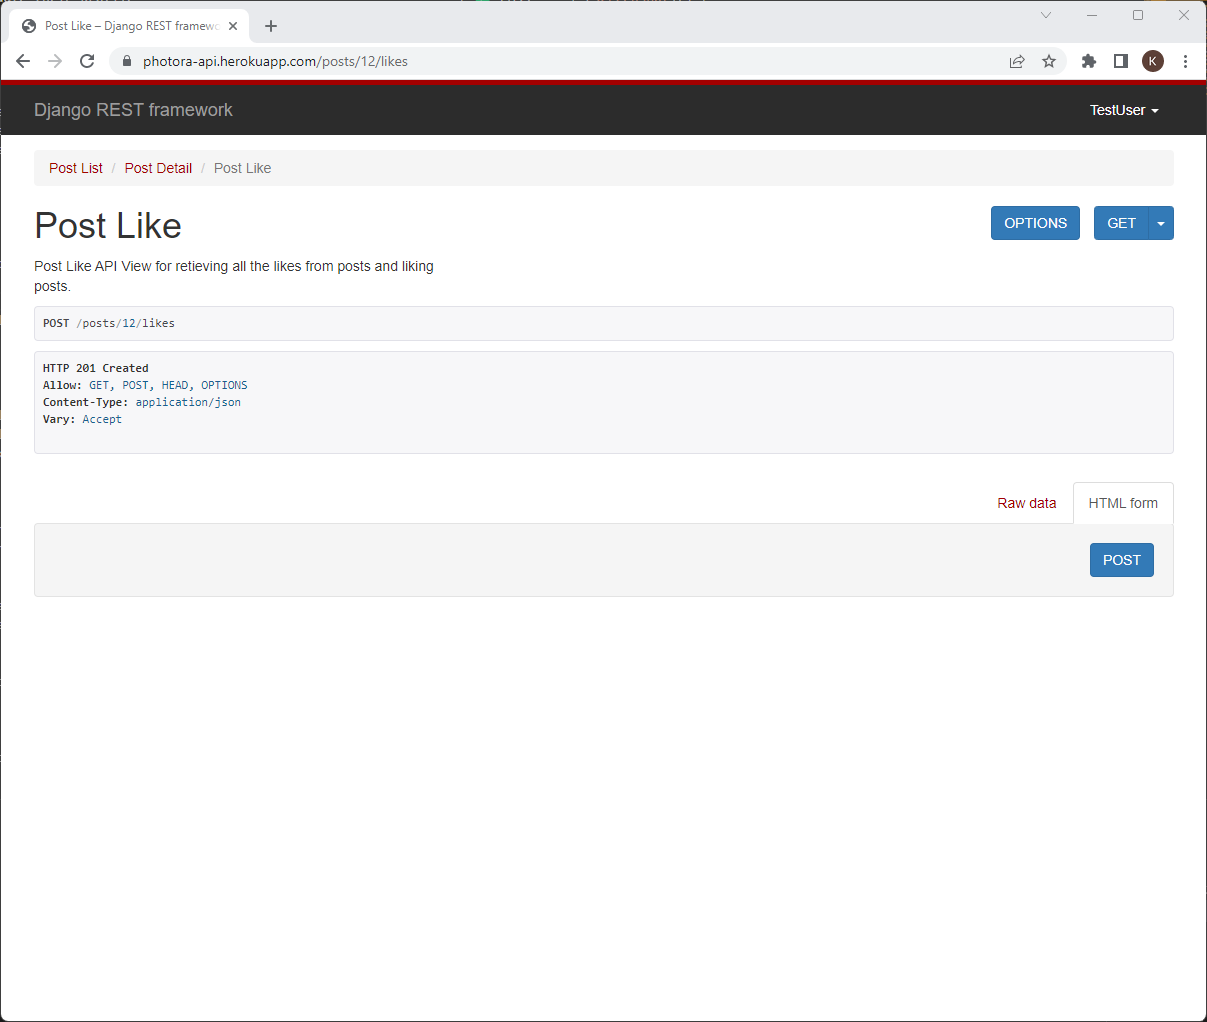 Post List – Django REST framewo
photora-api.herokuapp.com/posts/12/likes
K
Django REST framework
TestUser
Post List / Post Detail / Post Like
Post Like
OPTIONS
GET
Post Like API View for retieving all the likes from posts and liking
posts.
POST /posts/12/likes
HTTP 201 Created
Allow: GET, POST, HEAD, OPTIONS
Content-Type: application/json
Vary: Accept
Raw data
HTML form
POST